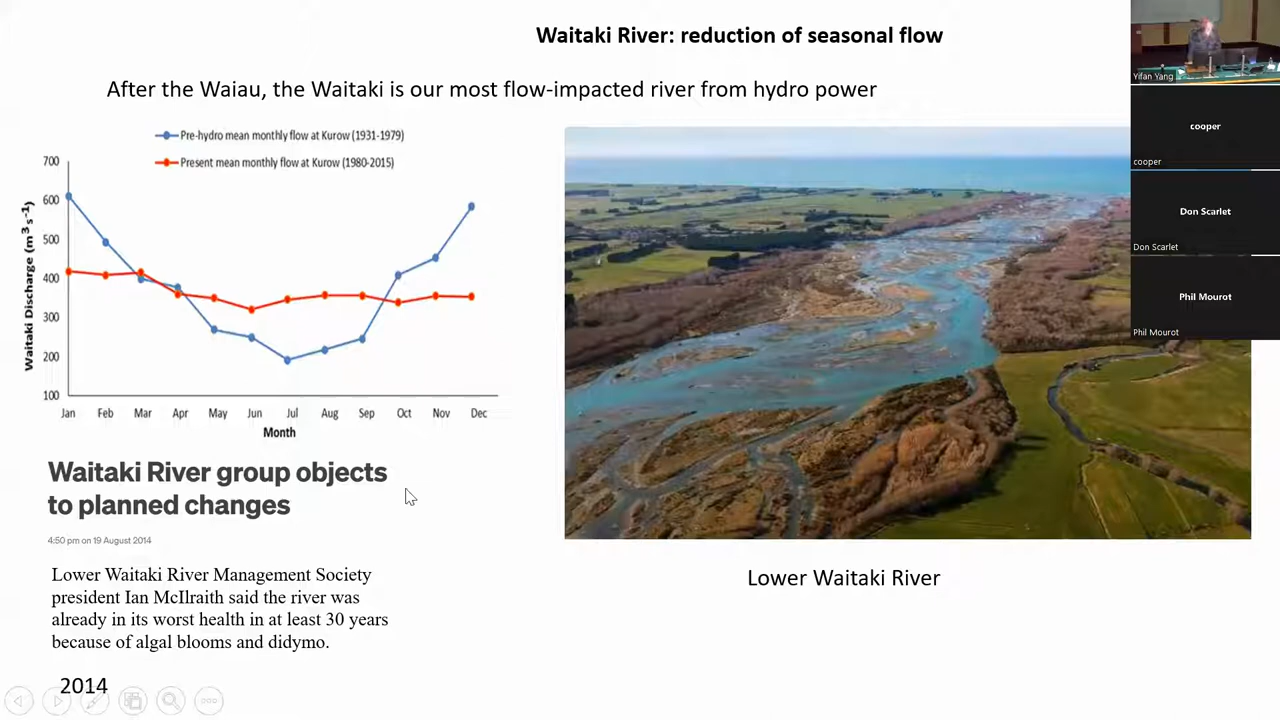 Waitaki River: reduction of seasonal flow
After the Waiau, the Waitaki is our most flow-impacted river from hydro power
Pre-hydro mean monthly flow at Kurow (1931-1979)
Present mean monthly flow at Kurow (1980-2015)
700
600
500
400
300
200
100
Waitaki Discharge (m³ s⁻¹)
Jan Feb Mar Apr May Jun Jul Aug Sep Oct Nov Dec
Month
Waitaki River group objects
to planned changes
4:50 pm on 19 August 2014
Lower Waitaki River Management Society
president Ian McIlraith said the river was
already in its worst health in at least 30 years
because of algal blooms and didymo.
2014
Lower Waitaki River
Yifan Yang
cooper
cooper
Don Scarlet
Don Scarlet
Phil Mourot
Phil Mourot